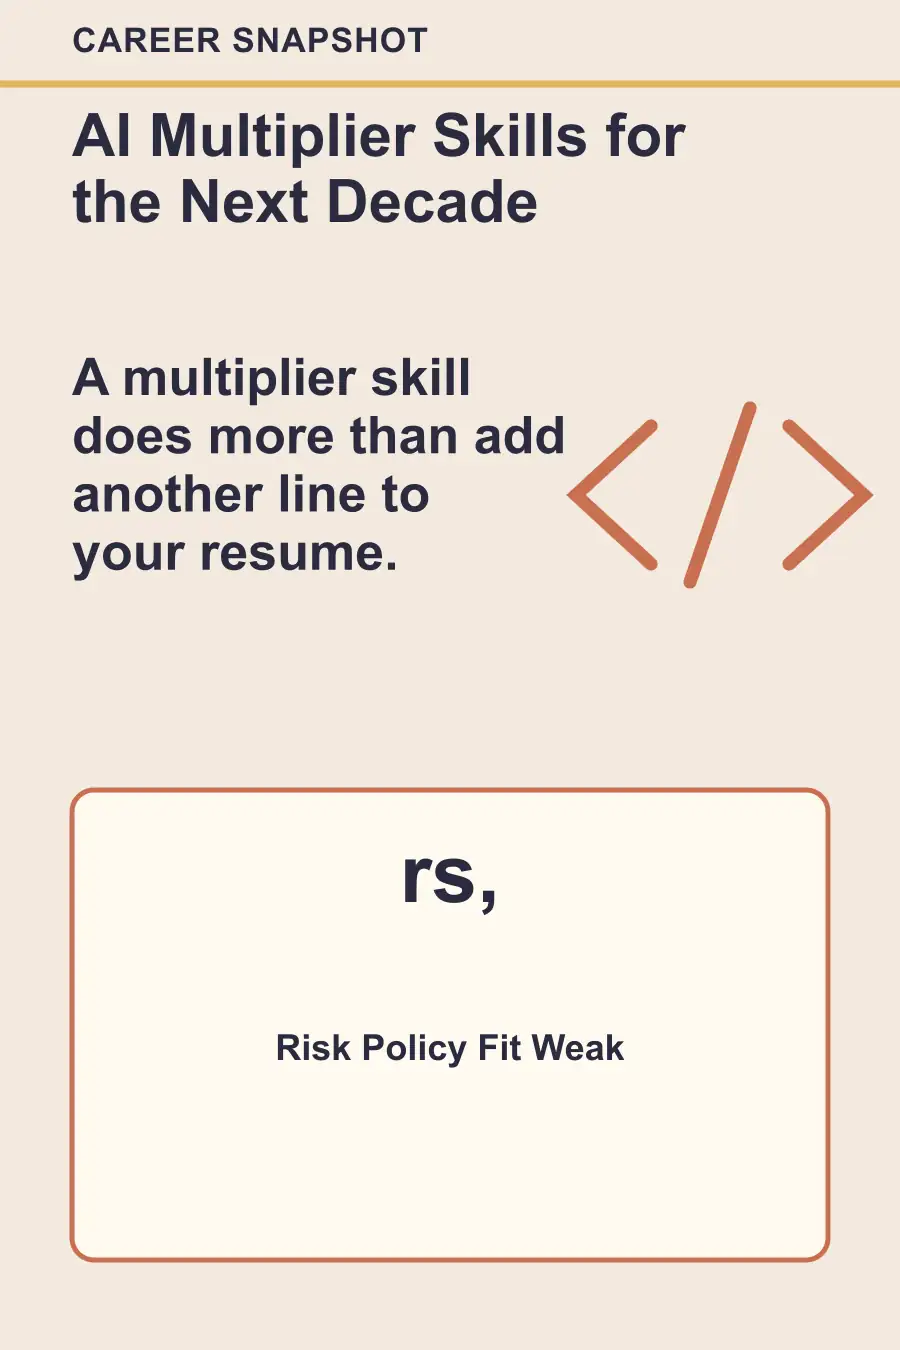 CAREER SNAPSHOT
AI Multiplier Skills for
the Next Decade
A multiplier skill
does more than add
another line to
your resume.
</>
rs,
Risk Policy Fit Weak